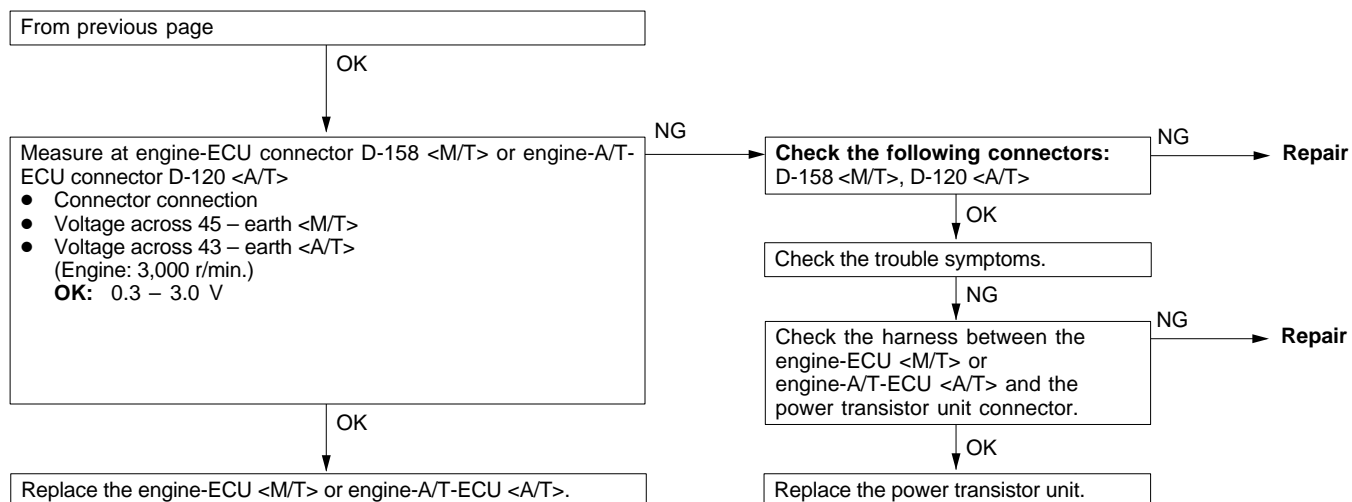 From previous page
OK
Measure at engine-ECU connector D-158 <M/T> or engine-A/T-
ECU connector D-120 <A/T>
● Connector connection
● Voltage across 45 – earth <M/T>
● Voltage across 43 – earth <A/T>
(Engine: 3,000 r/min.)
OK: 0.3 – 3.0 V
NG
Check the following connectors:
D-158 <M/T>, D-120 <A/T>
NG
Repair
OK
Check the trouble symptoms.
NG
Check the harness between the
engine-ECU <M/T> or
engine-A/T-ECU <A/T> and the
power transistor unit connector.
NG
Repair
OK
OK
Replace the engine-ECU <M/T> or engine-A/T-ECU <A/T>.
Replace the power transistor unit.